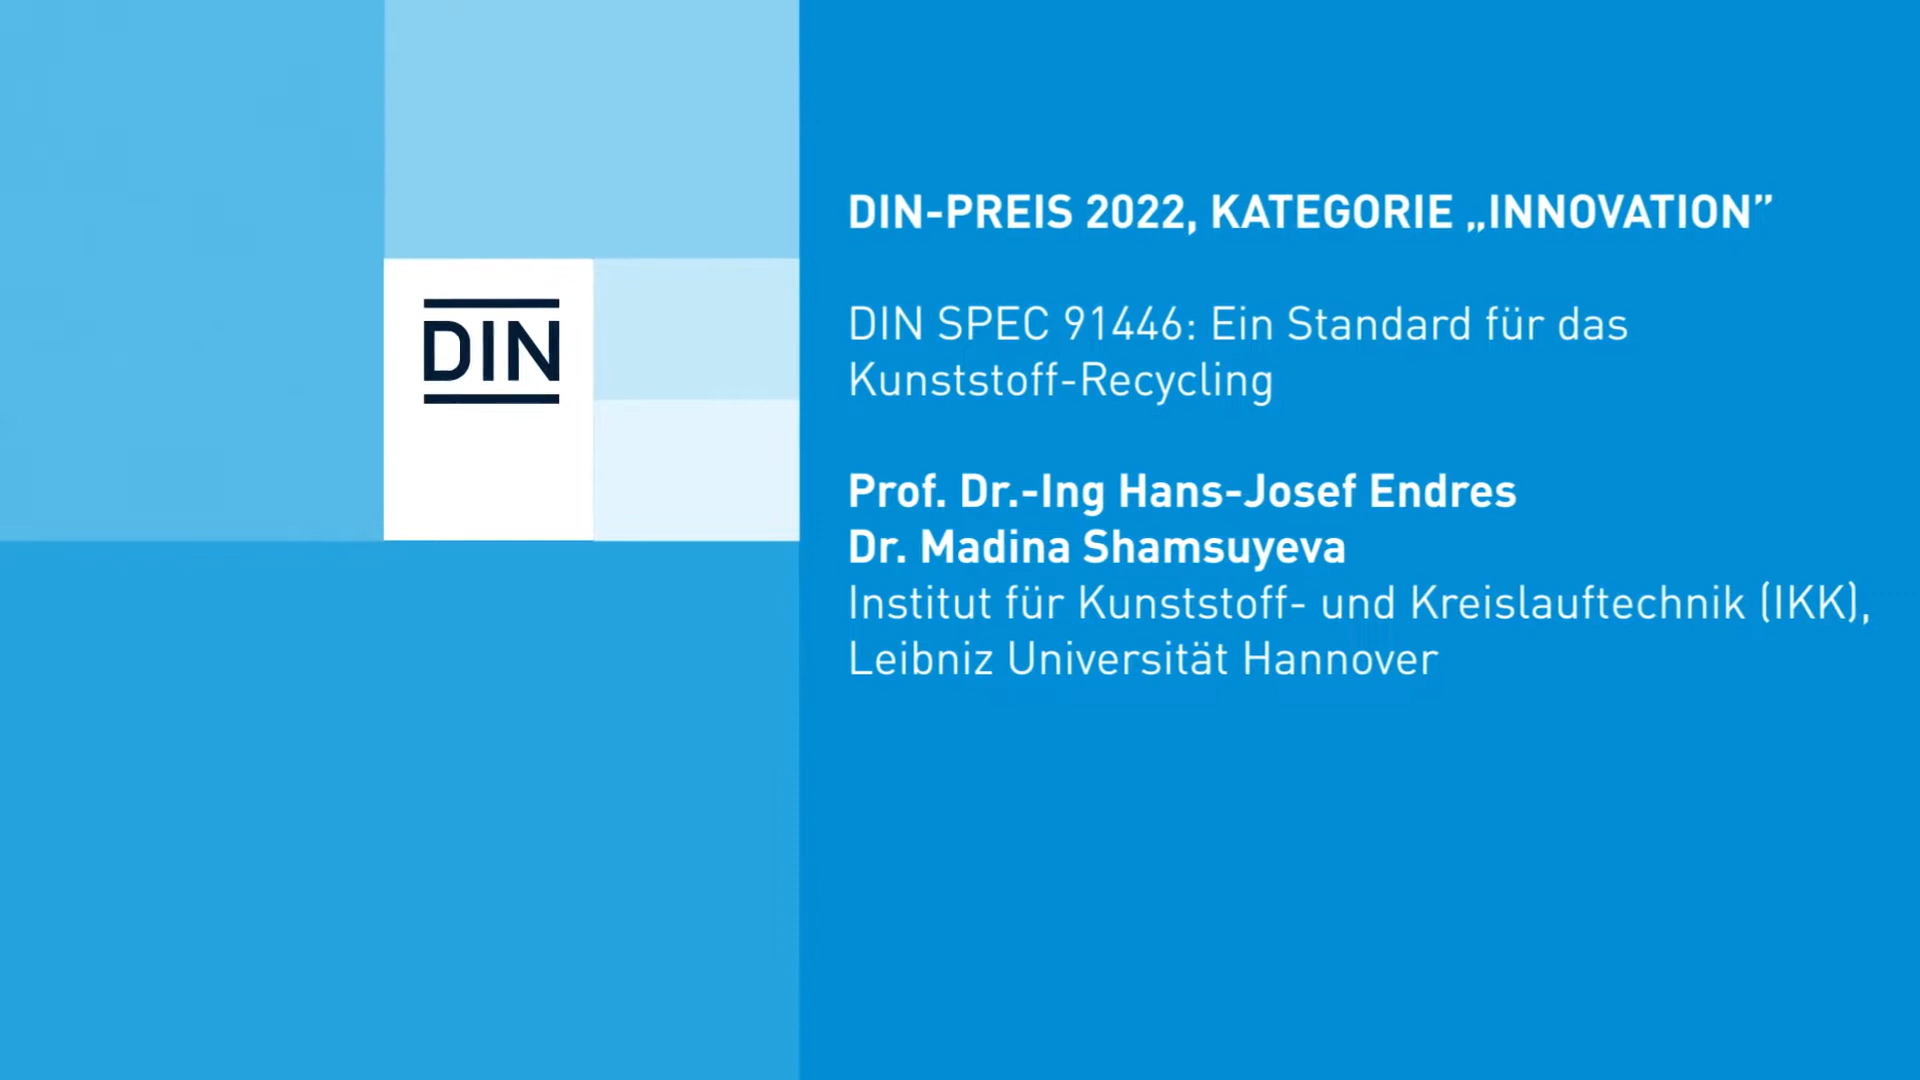 DIN
DIN-PREIS 2022, KATEGORIE „INNOVATION”
DIN SPEC 91446: Ein Standard für das
Kunststoff-Recycling
Prof. Dr.-Ing Hans-Josef Endres
Dr. Madina Shamsuyeva
Institut für Kunststoff- und Kreislauftechnik (IKK),
Leibniz Universität Hannover